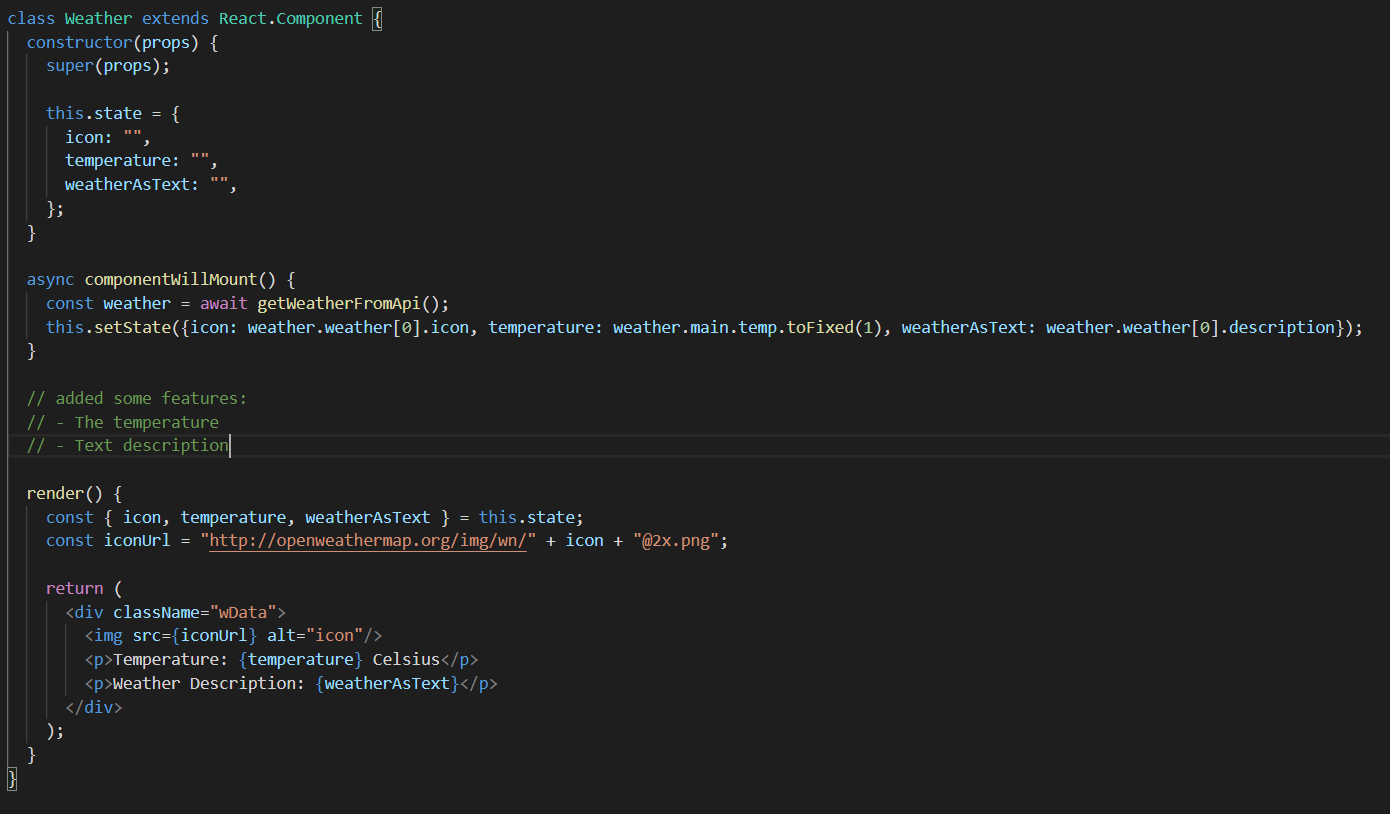 class Weather extends React.Component {
  constructor(props) {
    super(props);

    this.state = {
      icon: "",
      temperature: "",
      weatherAsText: "",
    };
  }

  async componentWillMount() {
    const weather = await getWeatherFromApi();
    this.setState({icon: weather.weather[0].icon, temperature: weather.main.temp.toFixed(1), weatherAsText: weather.weather[0].description});
  }

  // added some features:
  // - The temperature
  // - Text description

  render() {
    const { icon, temperature, weatherAsText } = this.state;
    const iconUrl = "http://openweathermap.org/img/wn/" + icon + "@2x.png";

    return (
      <div className="wData">
        <img src={iconUrl} alt="icon"/>
        <p>Temperature: {temperature} Celsius</p>
        <p>Weather Description: {weatherAsText}</p>
      </div>
    );
  }
}